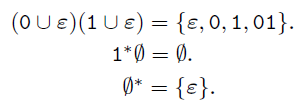 (0 ∪ ε)(1 ∪ ε) = {ε, 0, 1, 01}.
1*∅ = ∅.
∅* = {ε}.